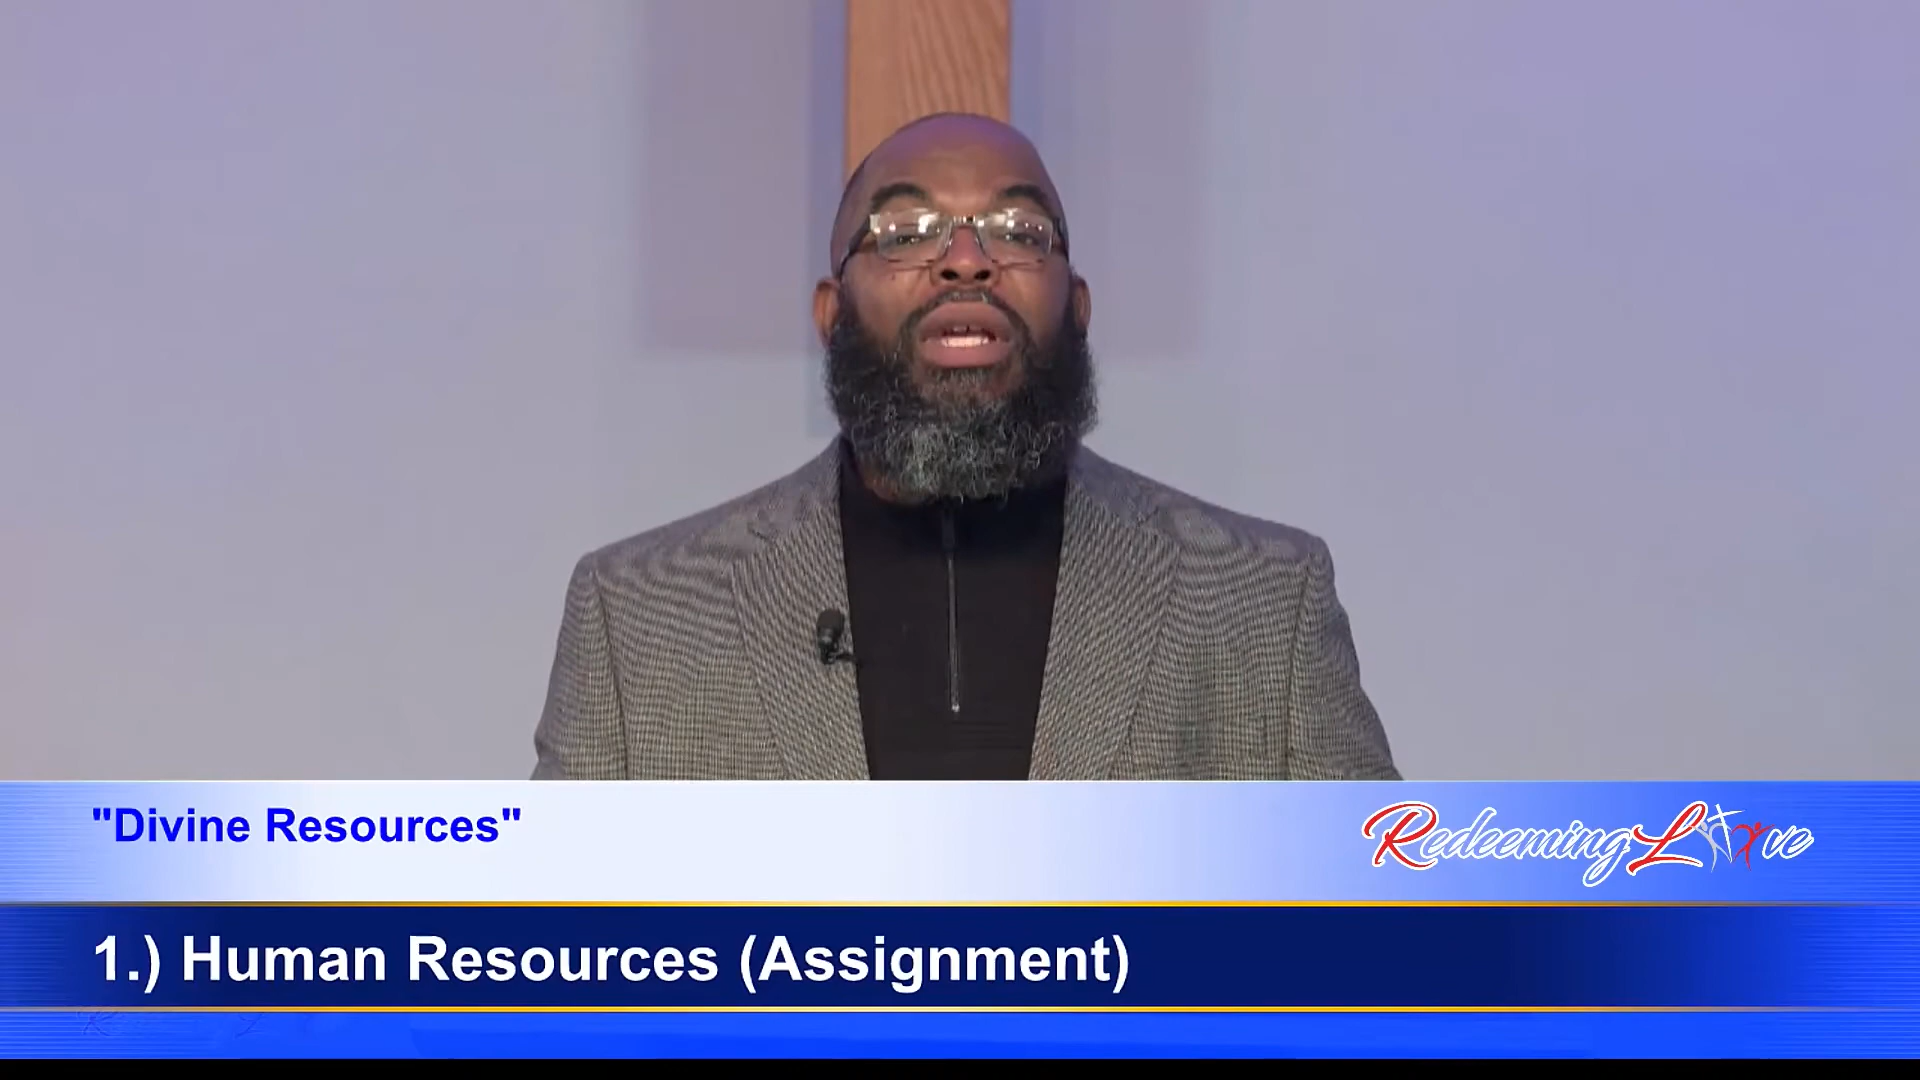 "Divine Resources"
Redeeming Love
1.) Human Resources (Assignment)